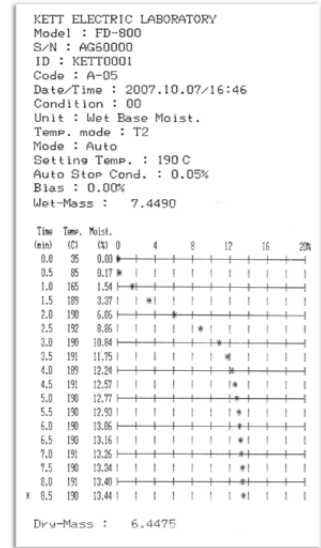 KETT ELECTRIC LABORATORY
Model : FD-800
S/N : AG60000
ID : KETT0001
Code : A-05
Date/Time : 2007.10.07/16:46
Condition : 00
Unit : Wet Base Moist.
Temp. mode : T2
Mode : Auto
Setting Temp. : 190 C
Auto Stop Cond. : 0.05%
Bias : 0.00%
Wet-Mass : 7.4490
Time Temp. Moist.
(min) (C) (%) 0 4 8 12 16 20%
0.0 35 0.00
0.5 85 0.17
1.0 165 1.54
1.5 189 3.37
2.0 190 6.06
2.5 192 8.86
3.0 190 10.84
3.5 191 11.75
4.0 189 12.24
4.5 191 12.57
5.0 190 12.77
5.5 190 12.93
6.0 190 13.06
6.5 190 13.16
7.0 191 13.26
7.5 190 13.34
8.0 191 13.40
x 8.5 190 13.44
Dry-Mass : 6.4475